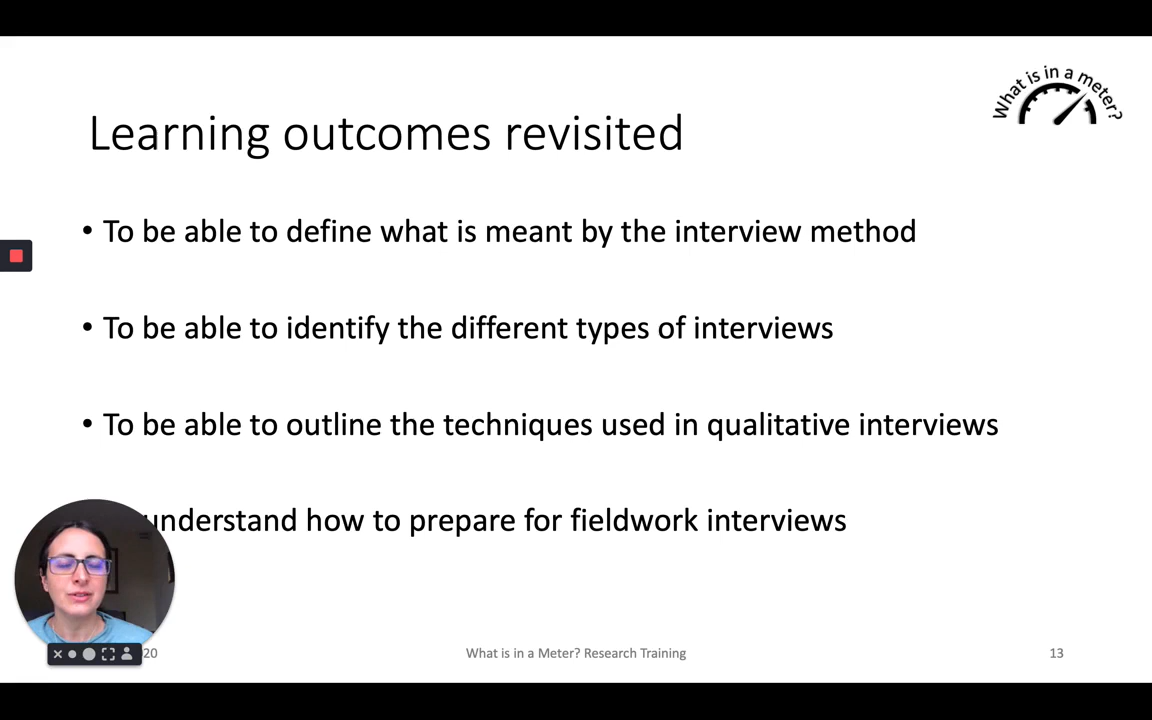 What is in a meter?
Learning outcomes revisited
• To be able to define what is meant by the interview method
• To be able to identify the different types of interviews
• To be able to outline the techniques used in qualitative interviews
understand how to prepare for fieldwork interviews
20
What is in a Meter? Research Training
13